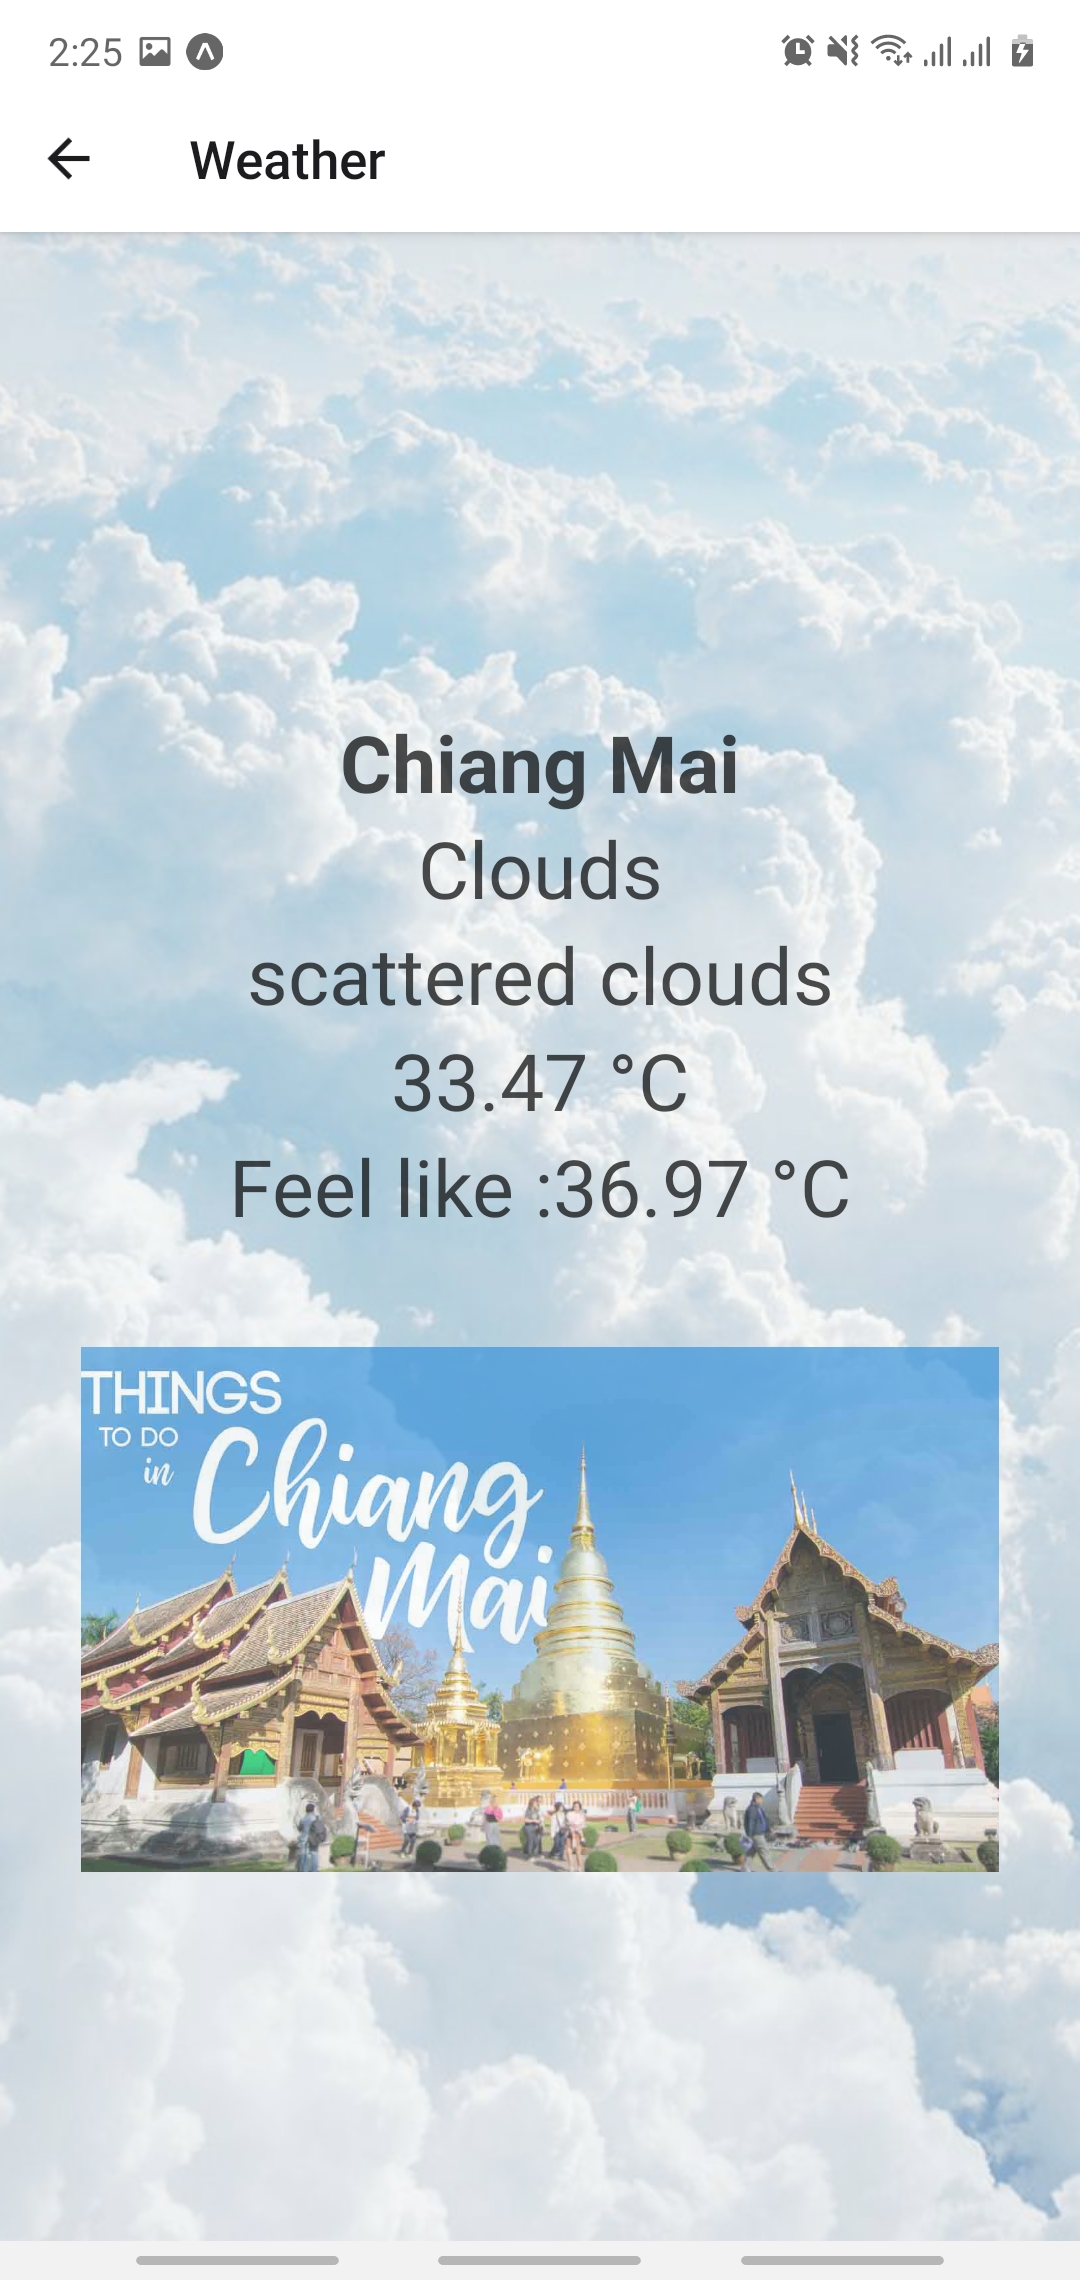 2:25
Weather
Chiang Mai
Clouds
scattered clouds
33.47 °C
Feel like :36.97 °C
THINGS
TO DO
in
Chiang
Mai